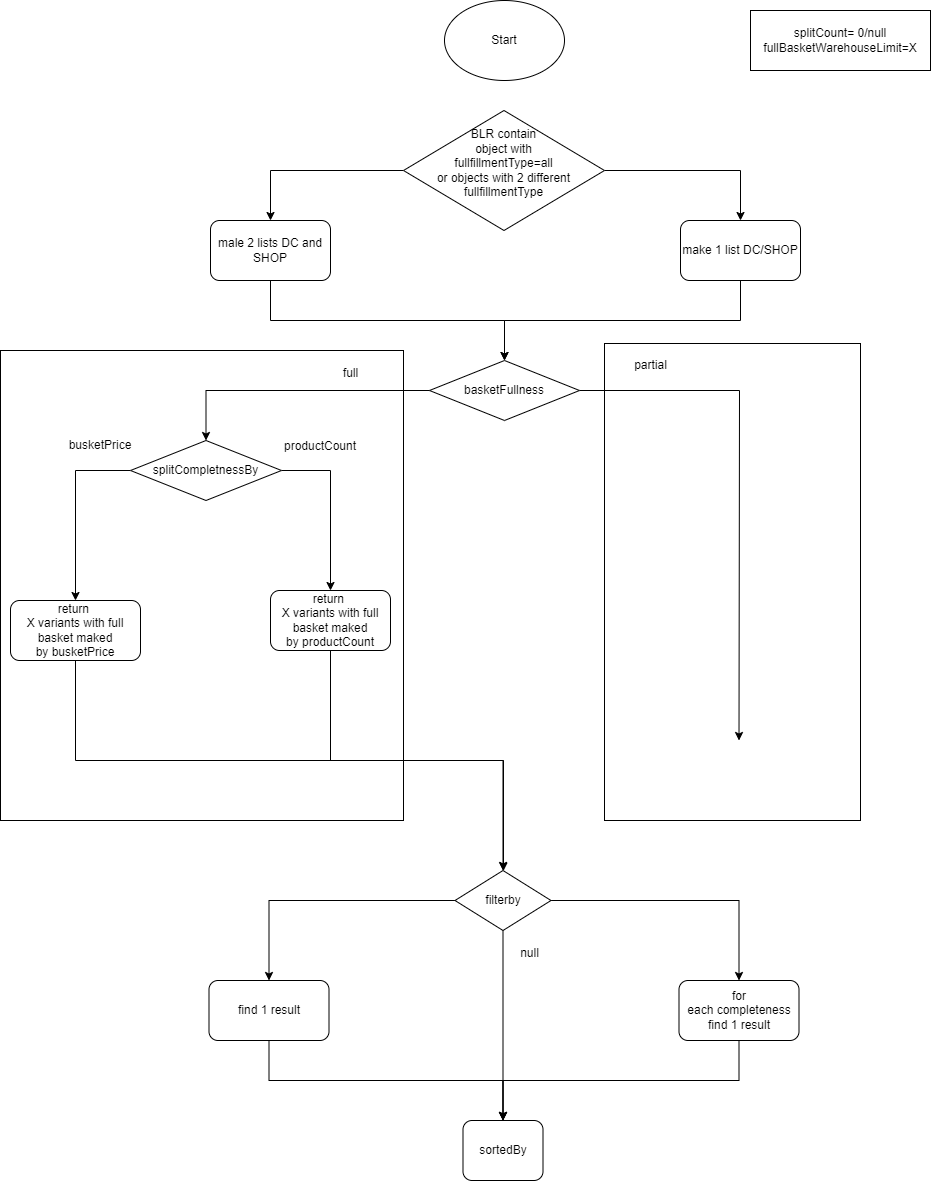 Start
splitCount= 0/null
fullBasketWarehouseLimit=X
BLR contain
object with
fullfillmentType=all
or objects with 2 different
fullfillmentType
male 2 lists DC and
SHOP
make 1 list DC/SHOP
full
basketFullness
partial
busketPrice
splitCompletnessBy
productCount
return
X variants with full
basket maked
by busketPrice
return
X variants with full
basket maked
by productCount
filterby
null
find 1 result
for
each completeness
find 1 result
sortedBy